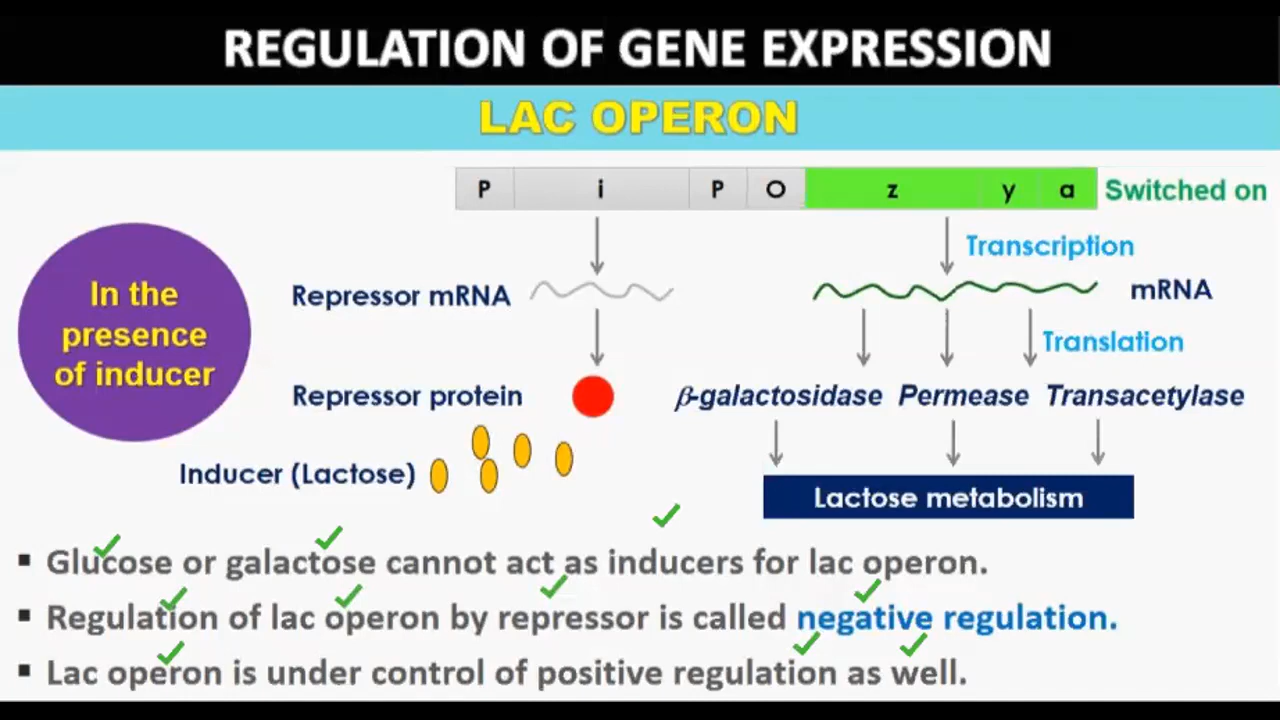 REGULATION OF GENE EXPRESSION
LAC OPERON
P i P O z y a Switched on
Transcription
In the
presence
of inducer
Repressor mRNA
mRNA
Translation
Repressor protein
β-galactosidase Permease Transacetylase
Inducer (Lactose)
Lactose metabolism
▪ Glucose or galactose cannot act as inducers for lac operon.
▪ Regulation of lac operon by repressor is called negative regulation.
▪ Lac operon is under control of positive regulation as well.